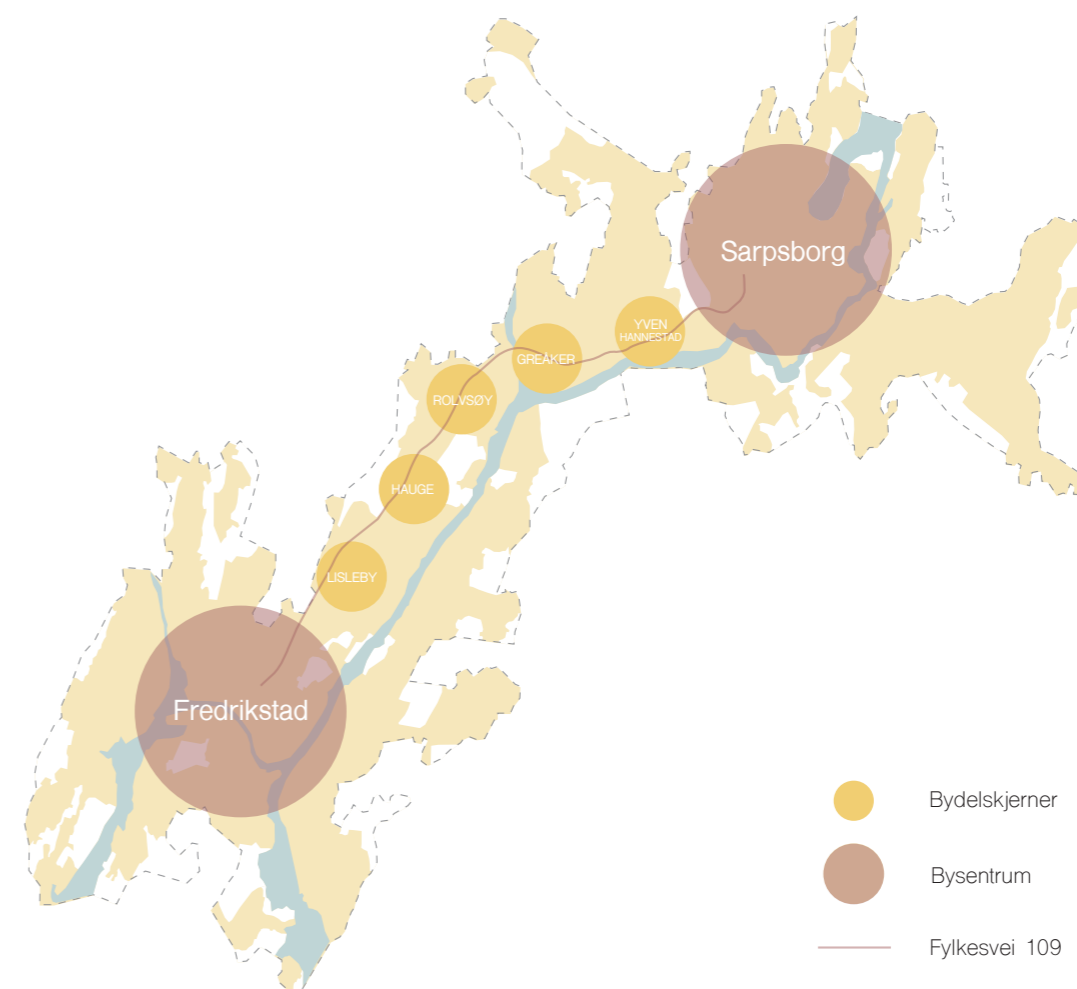 Sarpsborg
YVEN
HANNESTAD
GREÅKER
ROLVSØY
HAUGE
LISLEBY
Fredrikstad
Bydelskjerner
Bysentrum
Fylkesvei 109